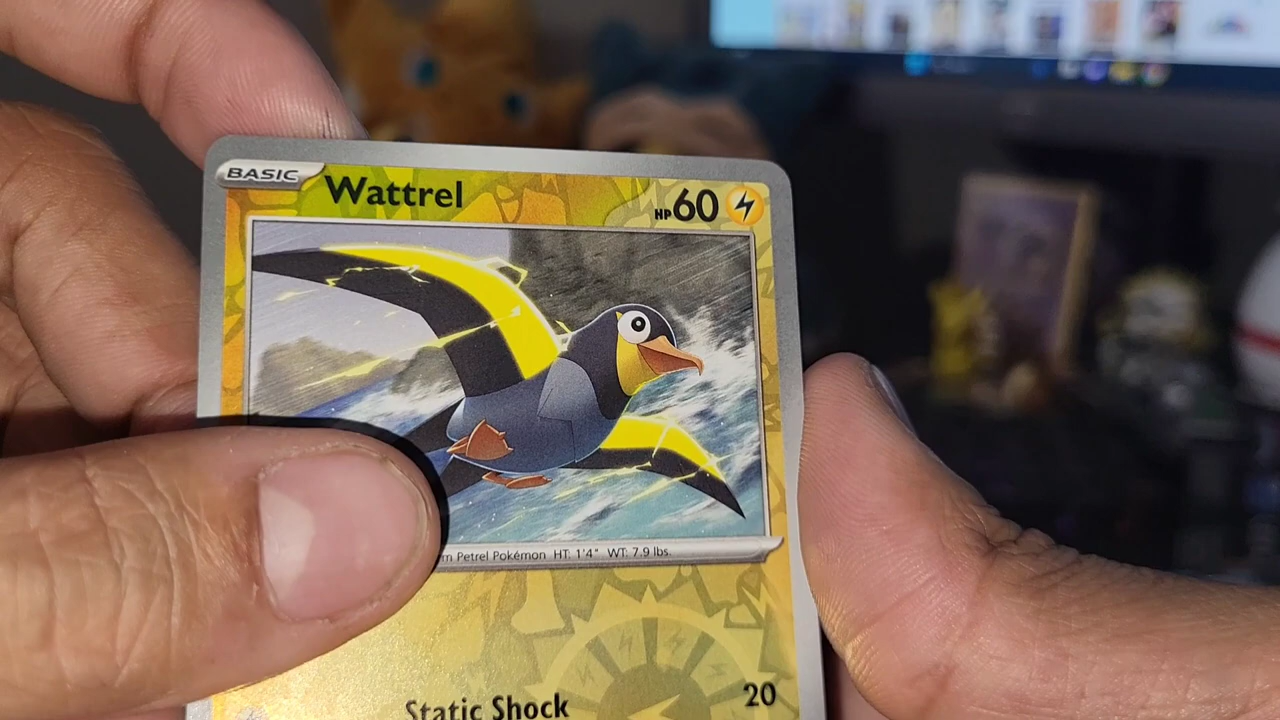 BASIC Wattrel HP60
m Petrel Pokémon HT: 1'4" WT: 7.9 lbs.
Static Shock 20